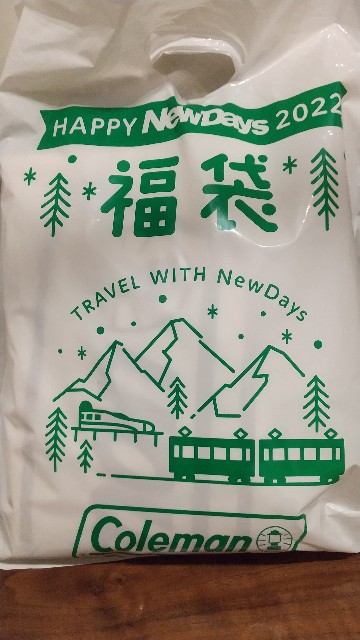 HAPPY NewDays 2022
福袋
TRAVEL WITH NewDays
Coleman